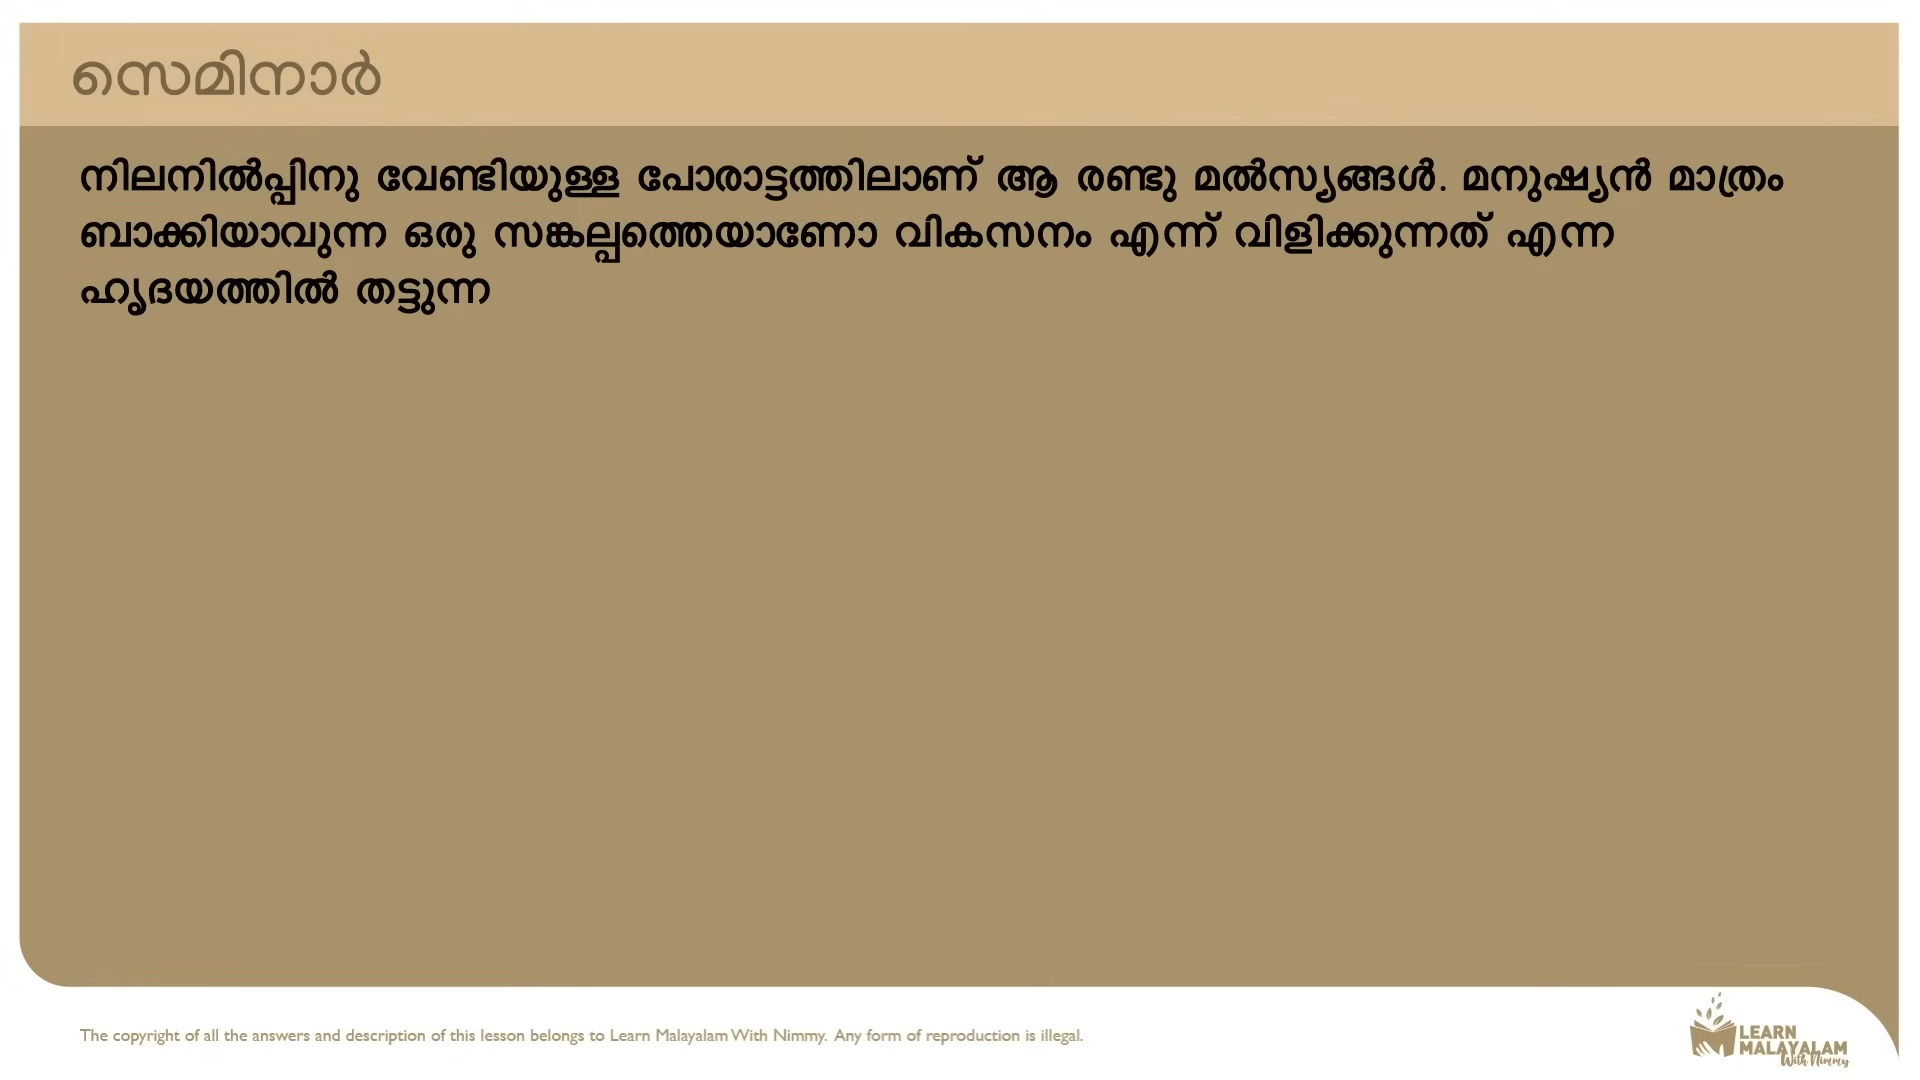 സെമിനാർ
നിലനിൽപ്പിനു വേണ്ടിയുള്ള പോരാട്ടത്തിലാണ് ആ രണ്ടു മൽസ്യങ്ങൾ. മനുഷ്യൻ മാത്രം
ബാക്കിയാവുന്ന ഒരു സങ്കല്പത്തെയാണോ വികസനം എന്ന് വിളിക്കുന്നത് എന്ന
ഹൃദയത്തിൽ തട്ടുന്ന
The copyright of all the answers and description of this lesson belongs to Learn Malayalam With Nimmy. Any form of reproduction is illegal.
LEARN
MALAYALAM
With Nimmy